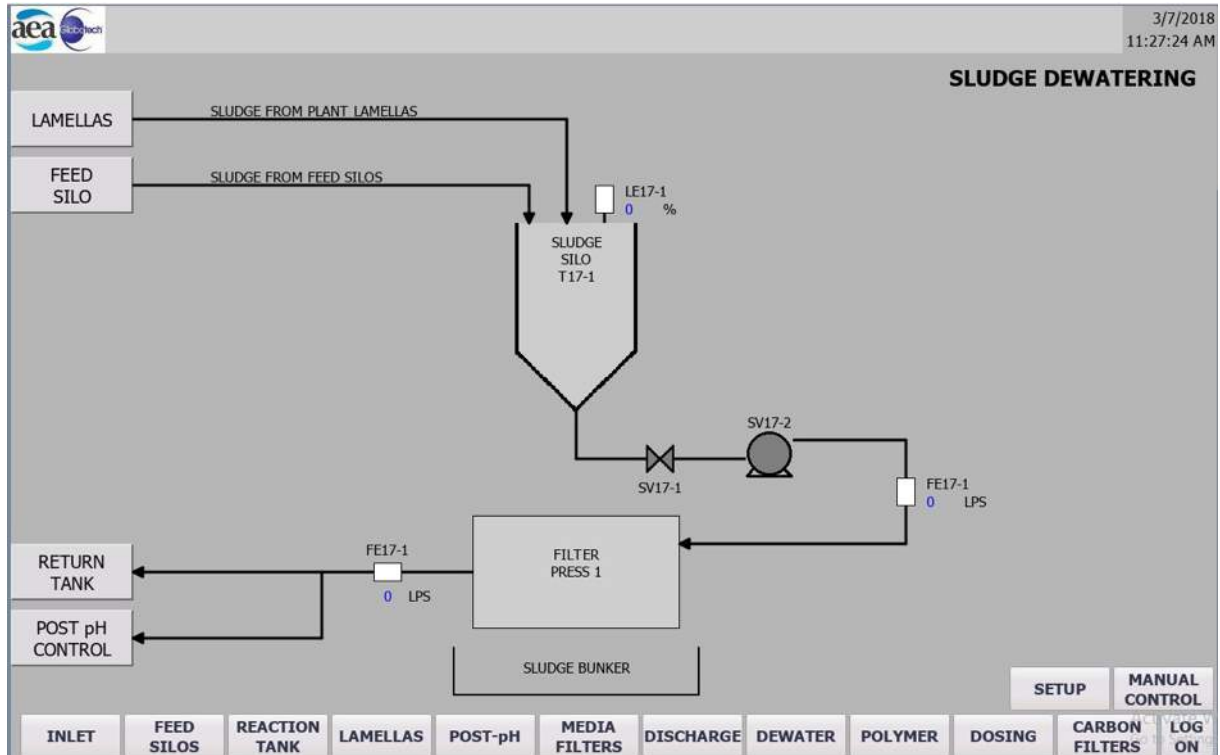 aea
3/7/2018
11:27:24 AM
SLUDGE DEWATERING
LAMELLAS
SLUDGE FROM PLANT LAMELLAS
FEED
SILO
SLUDGE FROM FEED SILOS
LE17-1
0 %
SLUDGE
SILO
T17-1
SV17-2
SV17-1
FE17-1
0 LPS
FILTER
PRESS 1
FE17-1
0 LPS
RETURN
TANK
POST pH
CONTROL
SLUDGE BUNKER
SETUP
MANUAL
CONTROL
INLET
FEED
SILOS
REACTION
TANK
LAMELLAS
POST-pH
MEDIA
FILTERS
DISCHARGE
DEWATER
POLYMER
DOSING
CARBON
FILTER
LOG
ON